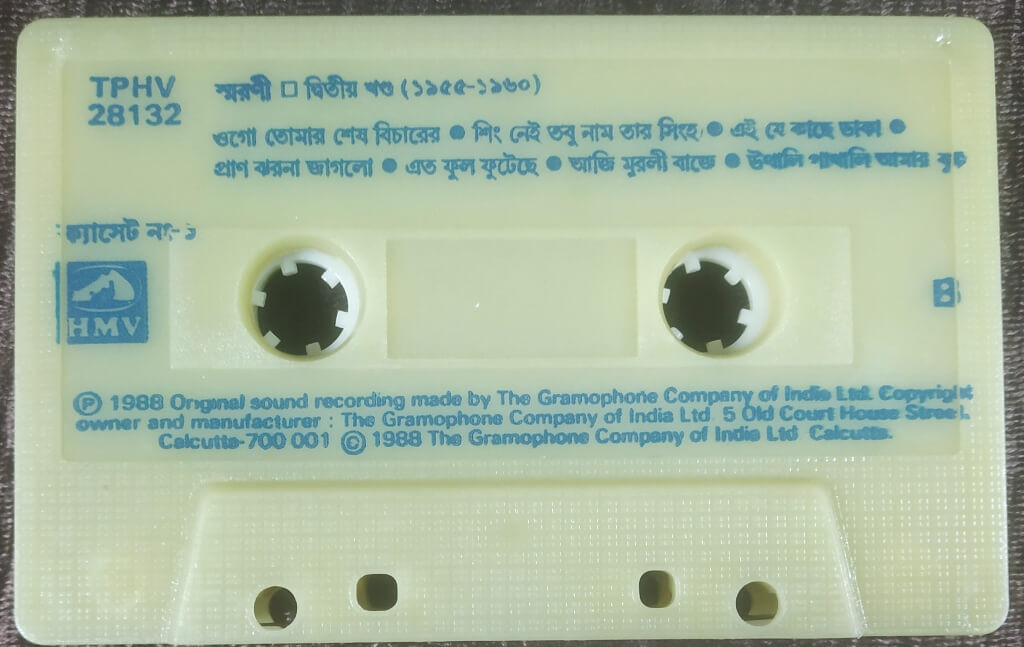 TPHV
28132
স্মরণী □ দ্বিতীয় খণ্ড (১৯৫৫-১৯৬০)
ওগো তোমার শেষ বিচারের ● শিং নেই তবু নাম তার সিংহ ● এই যে কাছে ডাকা ●
প্রাণ ঝরনা জাগলো ● এত ফুল ফুটেছে ● আজি মুরলী বাজে ● উথালি পাথালি আমার বুক
ক্যাসেট নং-১
HMV
B
Ⓟ 1988 Original sound recording made by The Gramophone Company of India Ltd. Copyright
owner and manufacturer : The Gramophone Company of India Ltd 5 Old Court House Street.
Calcutta-700 001 © 1988 The Gramophone Company of India Ltd Calcutta.